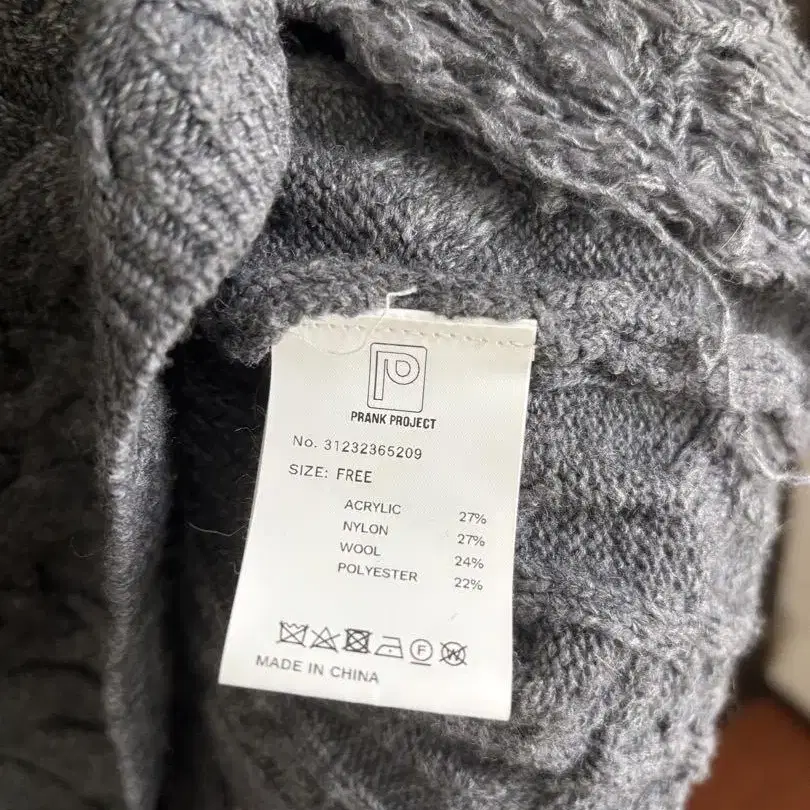 P
PRANK PROJECT
No. 31232365209
SIZE: FREE
ACRYLIC 27%
NYLON 27%
WOOL 24%
POLYESTER 22%
F W
MADE IN CHINA